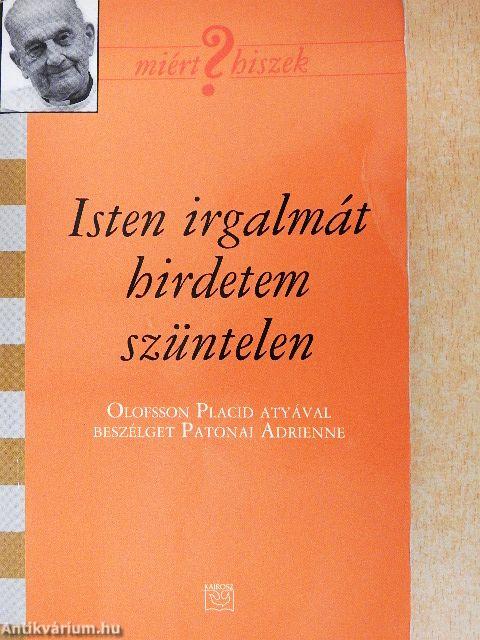 miért ? hiszek
Isten irgalmát
hirdetem
szüntelen
OLOFSSON PLACID ATYÁVAL
BESZÉLGET PATONAI ADRIENNE
KAIROSZ
Antikvárium.hu